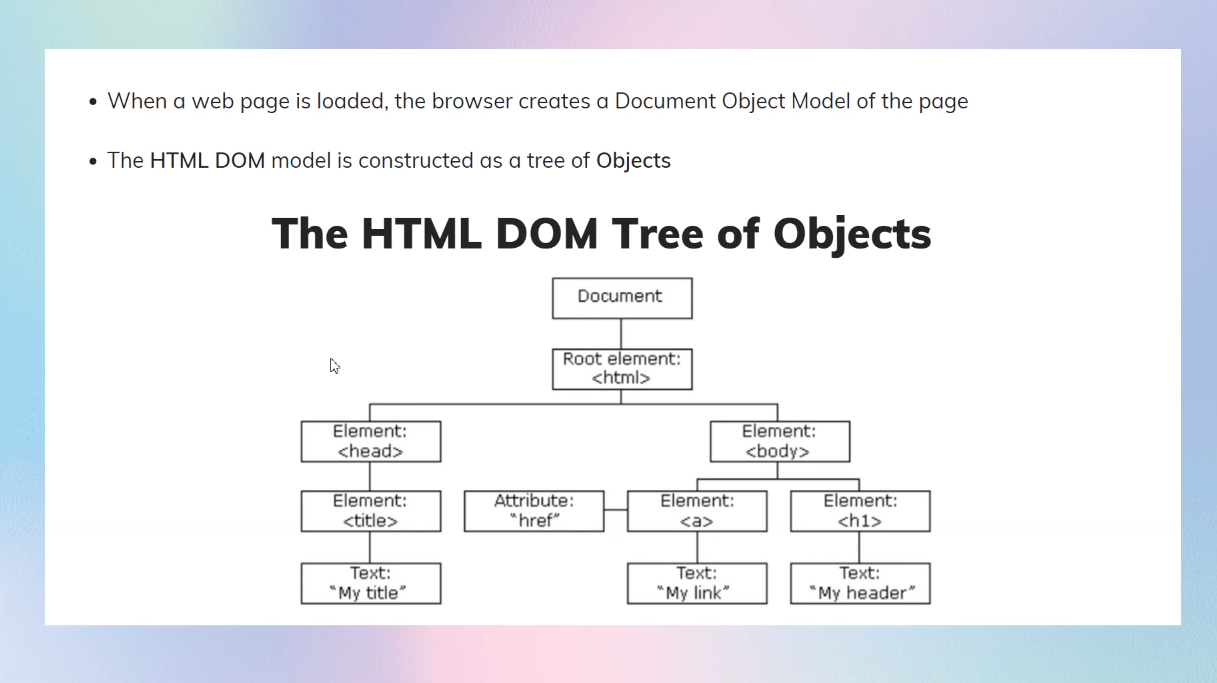 • When a web page is loaded, the browser creates a Document Object Model of the page
• The HTML DOM model is constructed as a tree of Objects
The HTML DOM Tree of Objects
Document
Root element:
<html>
Element:
<head>
Element:
<body>
Element:
<title>
Attribute:
"href"
Element:
<a>
Element:
<h1>
Text:
"My title"
Text:
"My link"
Text:
"My header"